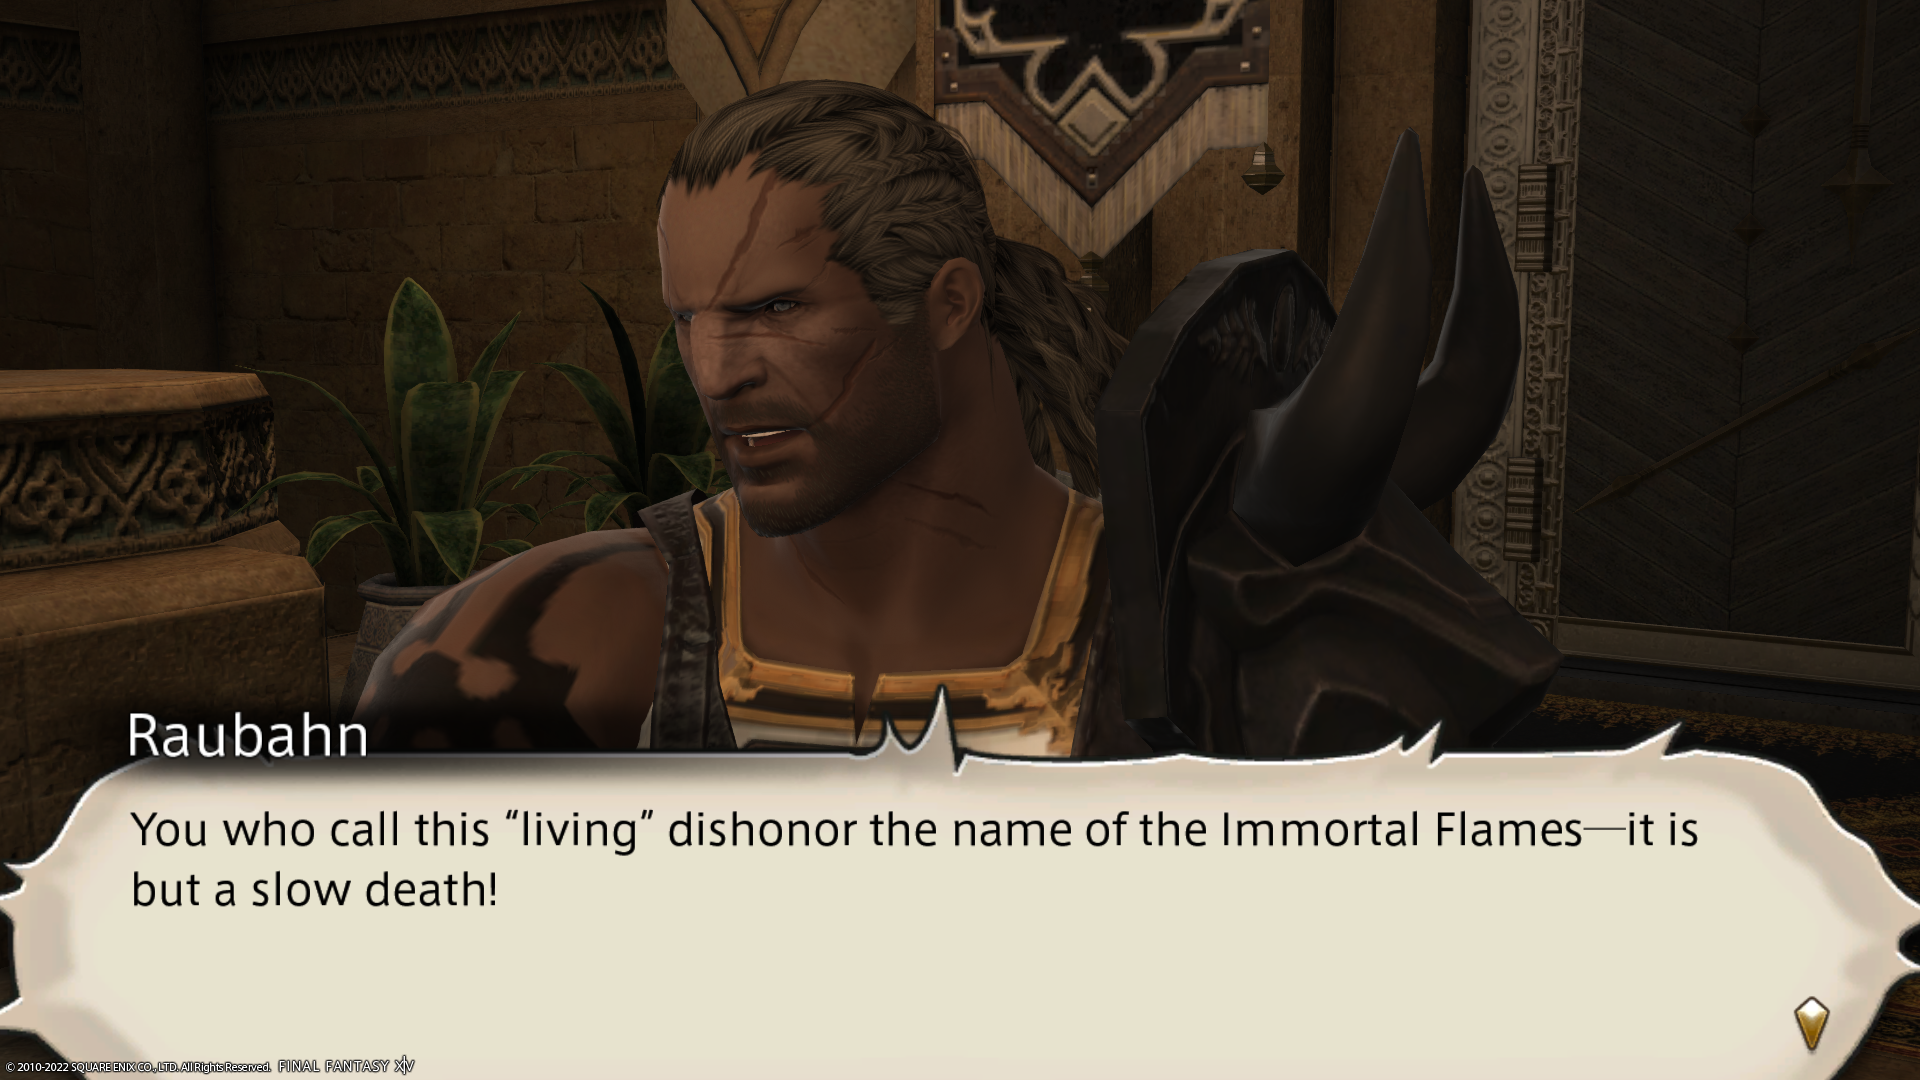 Raubahn
You who call this “living” dishonor the name of the Immortal Flames—it is
but a slow death!
© 2010-2022 SQUARE ENIX CO., LTD. All Rights Reserved. FINAL FANTASY XIV